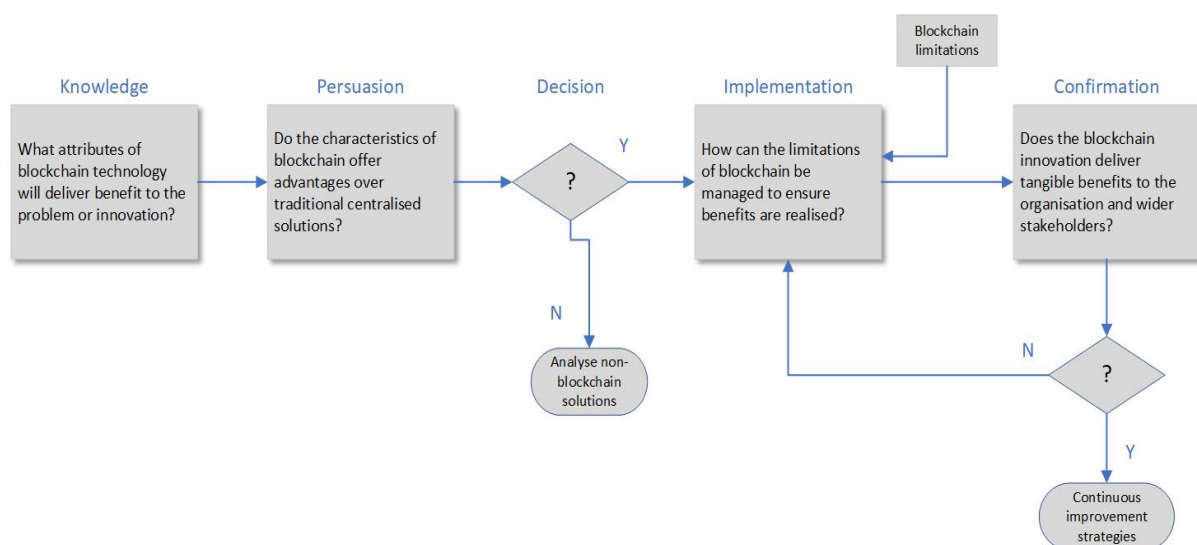 Blockchain
limitations
Knowledge
Persuasion
Decision
Implementation
Confirmation
What attributes of
blockchain technology
will deliver benefit to the
problem or innovation?
Do the characteristics of
blockchain offer
advantages over
traditional centralised
solutions?
?
Y
N
Analyse non-
blockchain
solutions
How can the limitations
of blockchain be
managed to ensure
benefits are realised?
Does the blockchain
innovation deliver
tangible benefits to the
organisation and wider
stakeholders?
N
?
Y
Continuous
improvement
strategies